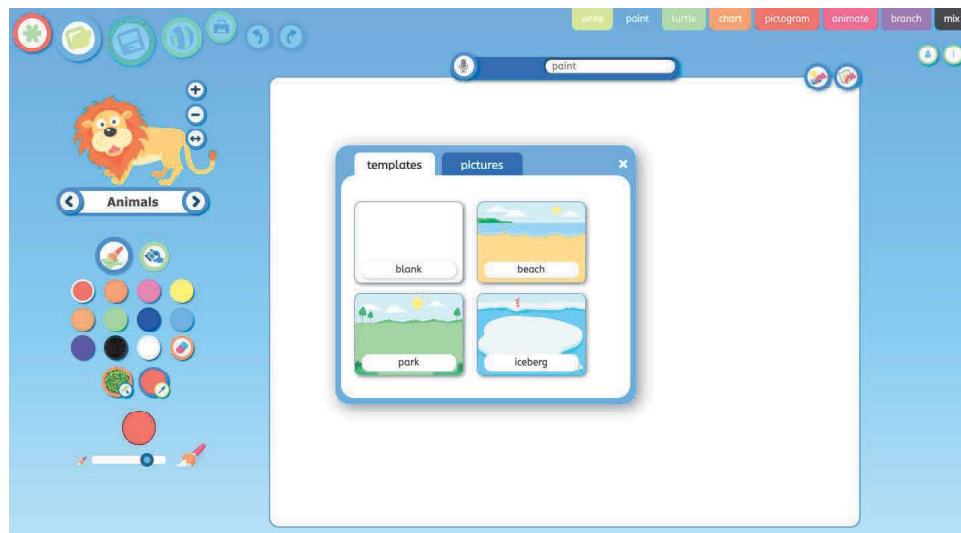 write paint turtle chart pictogram animate branch mix
paint
templates pictures
Animals
blank beach
park iceberg